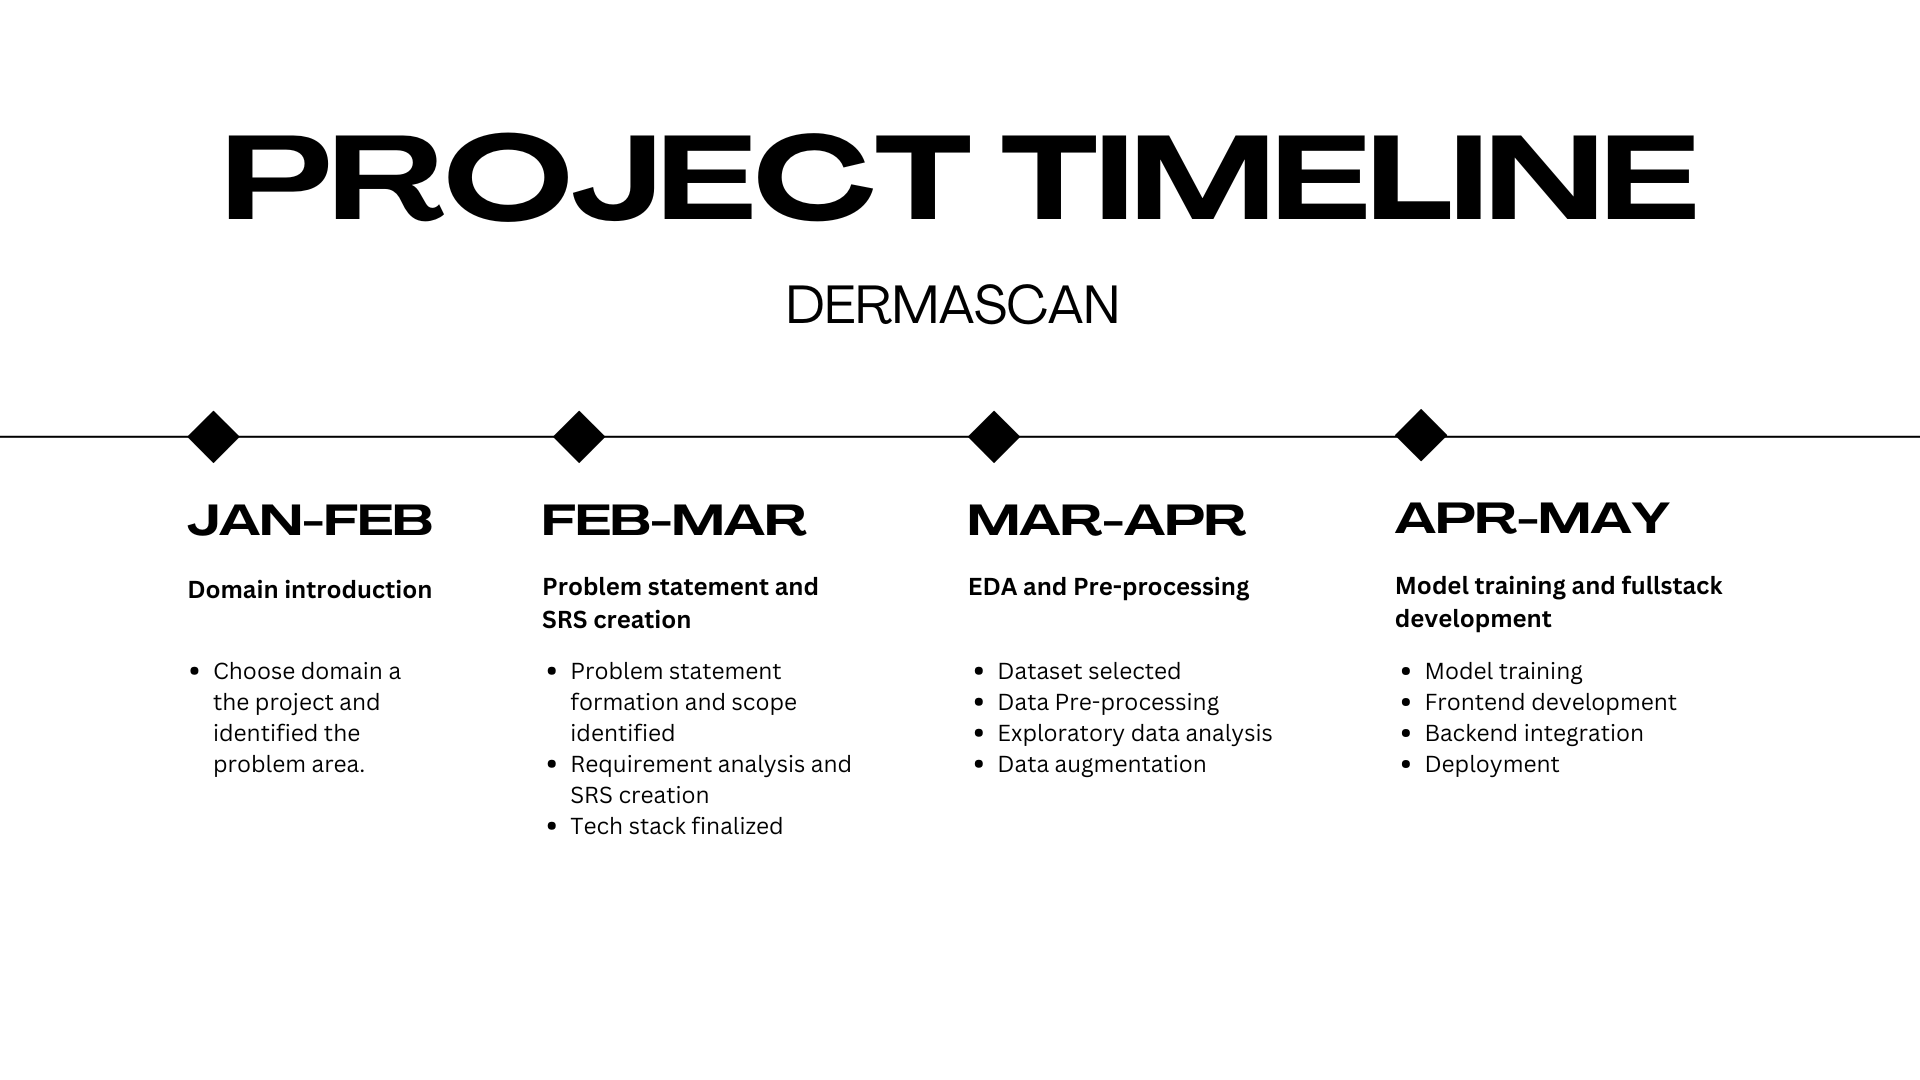 PROJECT TIMELINE
DERMASCAN
JAN-FEB
Domain introduction
• Choose domain a
the project and
identified the
problem area.
FEB-MAR
Problem statement and
SRS creation
• Problem statement
formation and scope
identified
• Requirement analysis and
SRS creation
• Tech stack finalized
MAR-APR
EDA and Pre-processing
• Dataset selected
• Data Pre-processing
• Exploratory data analysis
• Data augmentation
APR-MAY
Model training and fullstack
development
• Model training
• Frontend development
• Backend integration
• Deployment